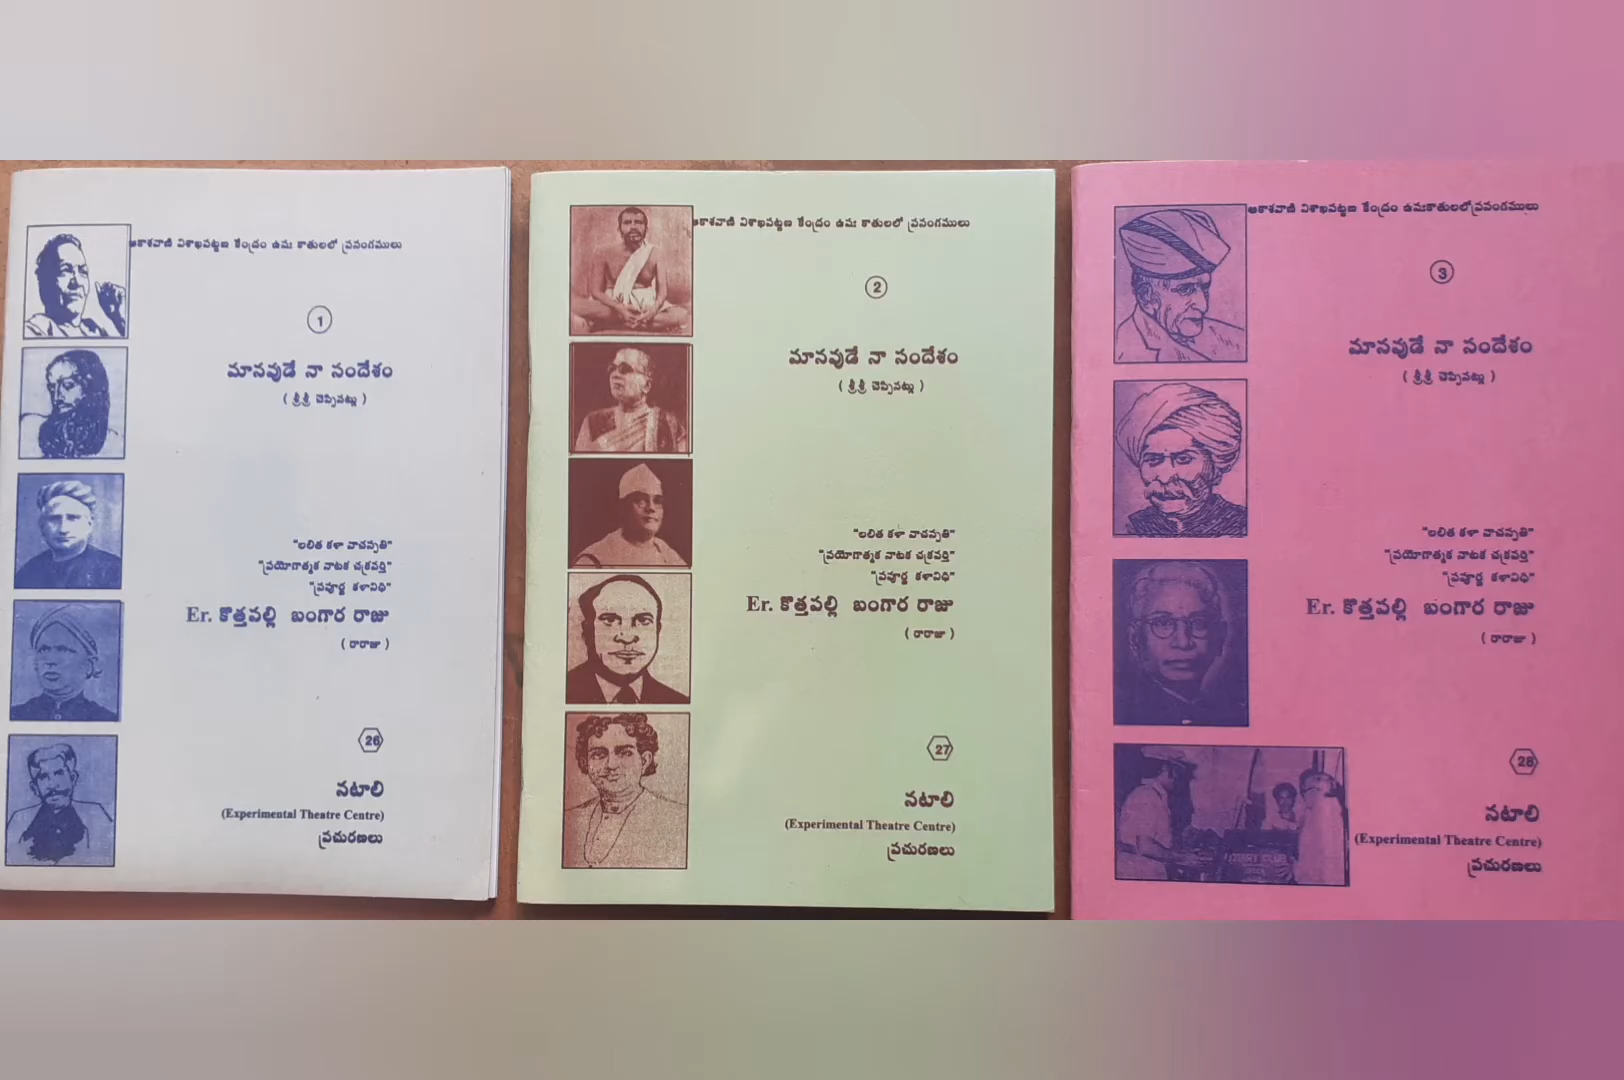 ఆకాశవాణి విశాఖపట్టణ కేంద్రం ఉషః కాతులలో ప్రసంగములు
1
మానవుడే నా సందేశం
( శ్రీశ్రీ చెప్పినట్లు )
"లలిత కళా వాచస్పతి"
"ప్రయోగాత్మక నాటక చక్రవర్తి"
"ప్రపూర్ణ కళానిధి"
Er. కొత్తపల్లి బంగార రాజు
( రారాజు )
26
నటాలి
(Experimental Theatre Centre)
ప్రచురణలు
ఆకాశవాణి విశాఖపట్టణ కేంద్రం ఉషః కాతులలో ప్రసంగములు
2
మానవుడే నా సందేశం
( శ్రీశ్రీ చెప్పినట్లు )
"లలిత కళా వాచస్పతి"
"ప్రయోగాత్మక నాటక చక్రవర్తి"
"ప్రపూర్ణ కళానిధి"
Er. కొత్తపల్లి బంగార రాజు
( రారాజు )
27
నటాలి
(Experimental Theatre Centre)
ప్రచురణలు
ఆకాశవాణి విశాఖపట్టణ కేంద్రం ఉషఃకాతులలో ప్రసంగములు
3
మానవుడే నా సందేశం
( శ్రీశ్రీ చెప్పినట్లు )
"లలిత కళా వాచస్పతి"
"ప్రయోగాత్మక నాటక చక్రవర్తి"
"ప్రపూర్ణ కళానిధి"
Er. కొత్తపల్లి బంగార రాజు
( రారాజు )
28
నటాలి
(Experimental Theatre Centre)
ప్రచురణలు
CLUB